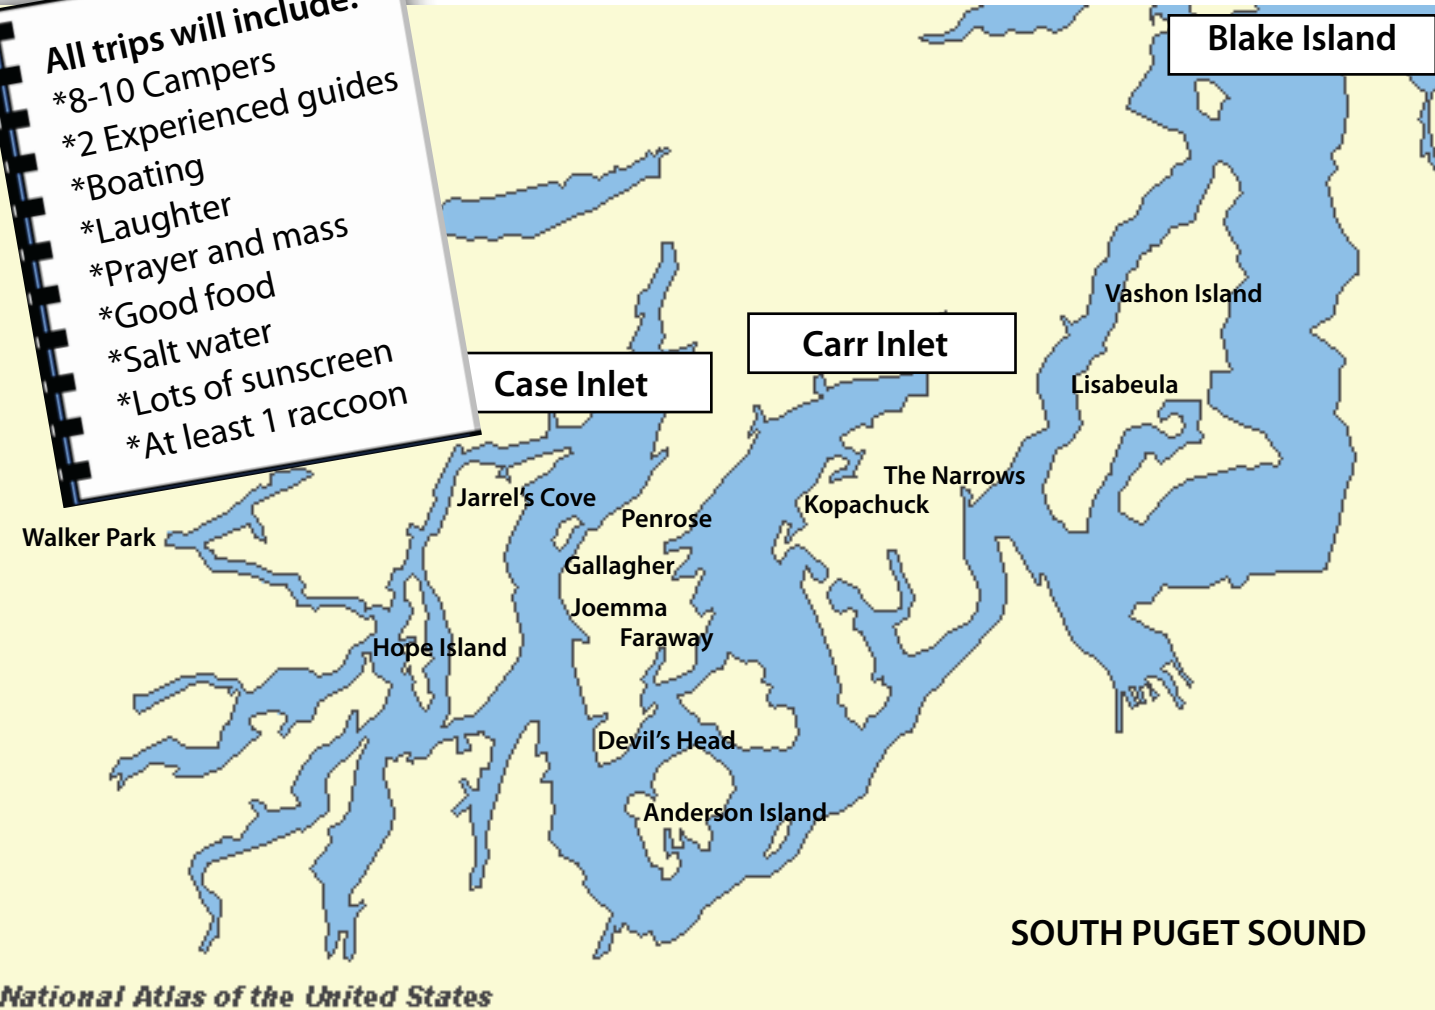 All trips will include:
*8-10 Campers
*2 Experienced guides
*Boating
*Laughter
*Prayer and mass
*Good food
*Salt water
*Lots of sunscreen
*At least 1 raccoon
Blake Island
Vashon Island
Carr Inlet
Case Inlet
Lisabeula
The Narrows
Jarrel's Cove
Kopachuck
Penrose
Walker Park
Gallagher
Joemma
Faraway
Hope Island
Devil's Head
Anderson Island
SOUTH PUGET SOUND
National Atlas of the United States